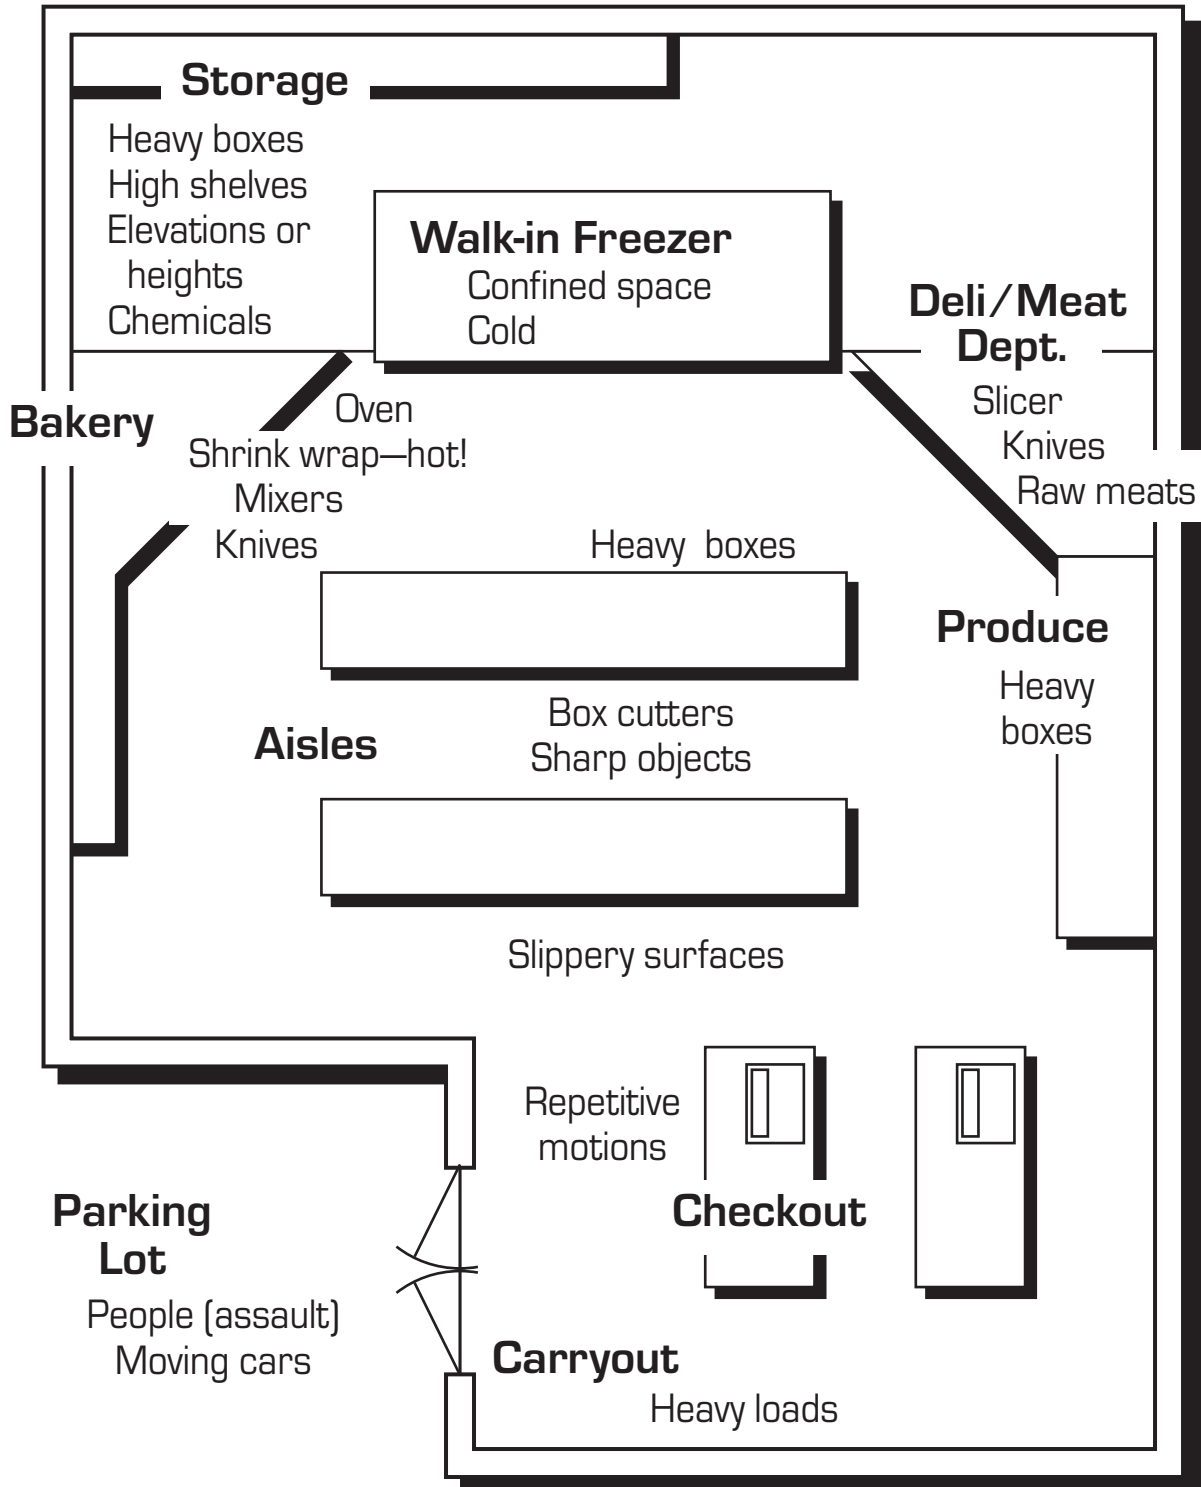 Storage
Heavy boxes
High shelves
Elevations or
heights
Chemicals
Walk-in Freezer
Confined space
Cold
Deli/Meat
Dept.
Slicer
Knives
Raw meats
Bakery
Oven
Shrink wrap—hot!
Mixers
Knives
Heavy boxes
Produce
Heavy
boxes
Aisles
Box cutters
Sharp objects
Slippery surfaces
Repetitive
motions
Checkout
Parking
Lot
People (assault)
Moving cars
Carryout
Heavy loads